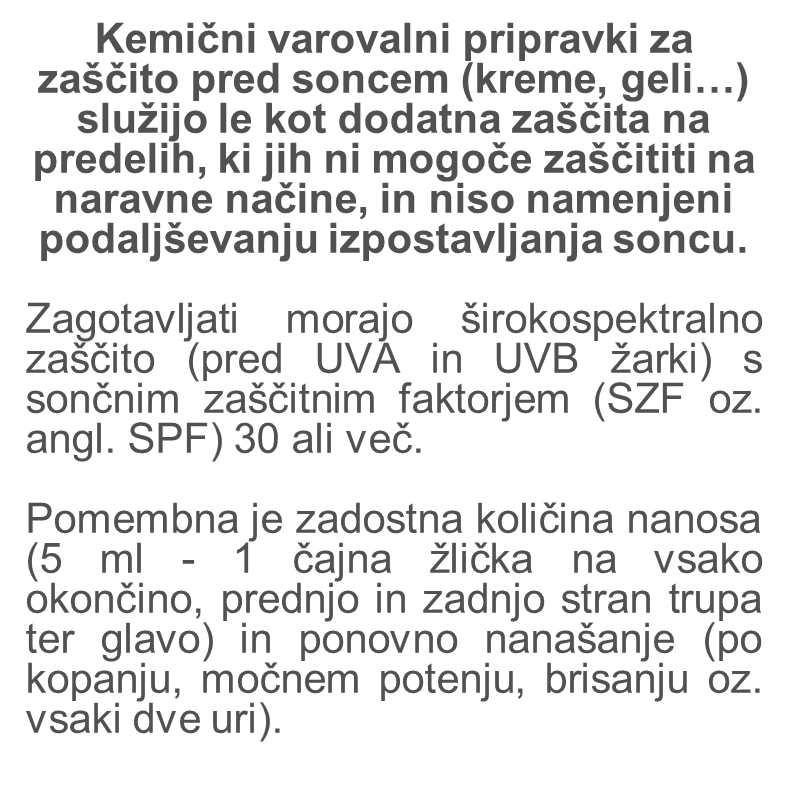 Kemični varovalni pripravki za
zaščito pred soncem (kreme, geli…)
služijo le kot dodatna zaščita na
predelih, ki jih ni mogoče zaščititi na
naravne načine, in niso namenjeni
podaljševanju izpostavljanja soncu.
Zagotavljati morajo širokospektralno
zaščito (pred UVA in UVB žarki) s
sončnim zaščitnim faktorjem (SZF oz.
angl. SPF) 30 ali več.
Pomembna je zadostna količina nanosa
(5 ml - 1 čajna žlička na vsako
okončino, prednjo in zadnjo stran trupa
ter glavo) in ponovno nanašanje (po
kopanju, močnem potenju, brisanju oz.
vsaki dve uri).